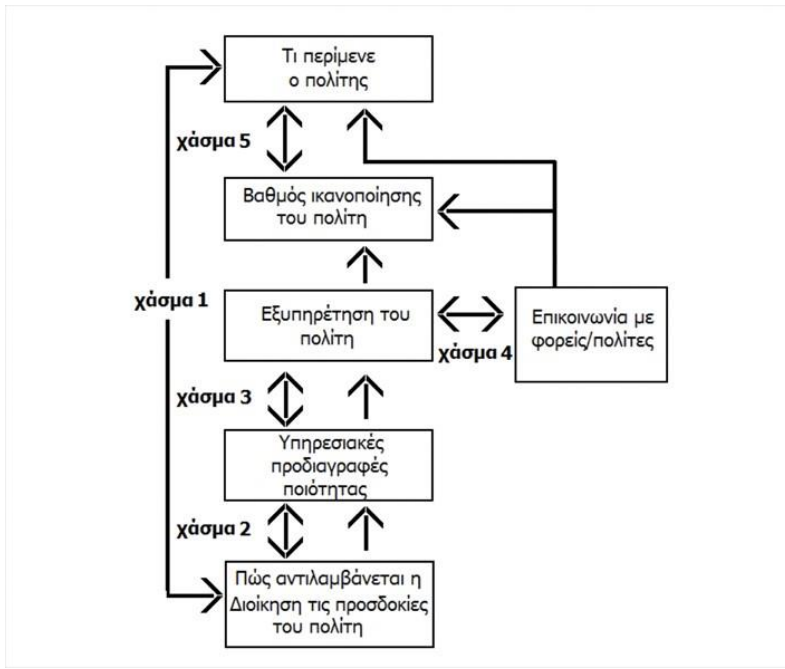 Τι περίμενε
ο πολίτης
χάσμα 5
Βαθμός ικανοποίησης
του πολίτη
χάσμα 1
Εξυπηρέτηση του
πολίτη
χάσμα 4
Επικοινωνία με
φορείς/πολίτες
χάσμα 3
Υπηρεσιακές
προδιαγραφές
ποιότητας
χάσμα 2
Πώς αντιλαμβάνεται η
Διοίκηση τις προσδοκίες
του πολίτη